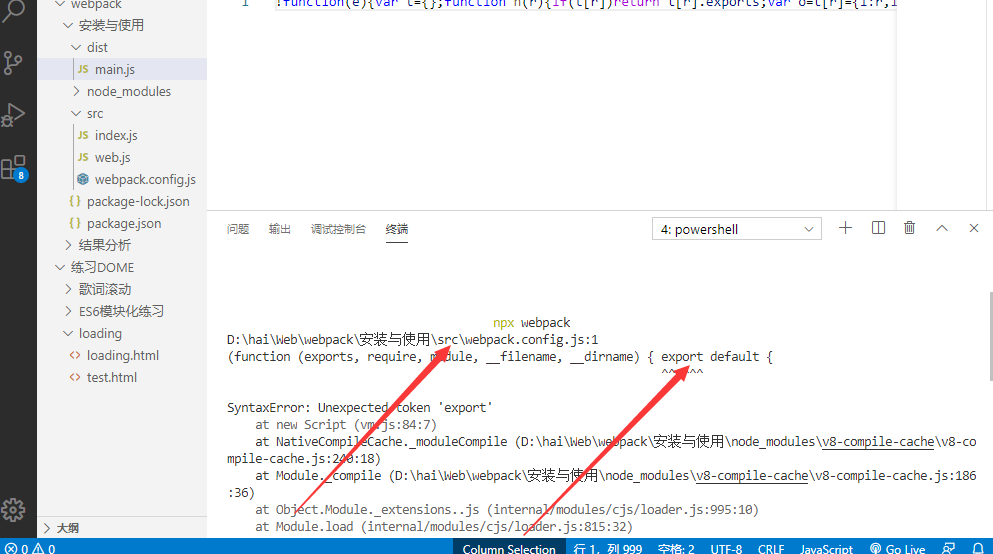 webpack
安装与使用
dist
JS main.js
node_modules
src
JS index.js
JS web.js
webpack.config.js
{} package-lock.json
{} package.json
结果分析
练习DOME
歌词滚动
ES6模块化练习
loading
<> loading.html
<> test.html
大纲
8
1 !function(e){var t={};function n(r){if(t[r])return t[r].exports;var o=t[r]={i:r,l
问题 输出 调试控制台 终端
4: powershell
npx webpack
D:\hai\Web\webpack\安装与使用\src\webpack.config.js:1
(function (exports, require, module, __filename, __dirname) { export default {
^^^^^^
SyntaxError: Unexpected token 'export'
at new Script (vm.js:84:7)
at NativeCompileCache._moduleCompile (D:\hai\Web\webpack\安装与使用\node_modules\v8-compile-cache\v8-co
mpile-cache.js:240:18)
at Module._compile (D:\hai\Web\webpack\安装与使用\node_modules\v8-compile-cache\v8-compile-cache.js:186
:36)
at Object.Module._extensions..js (internal/modules/cjs/loader.js:995:10)
at Module.load (internal/modules/cjs/loader.js:815:32)
0 0 Column Selection 行 1，列 999 空格: 2 UTF-8 CRLF JavaScript Go Live